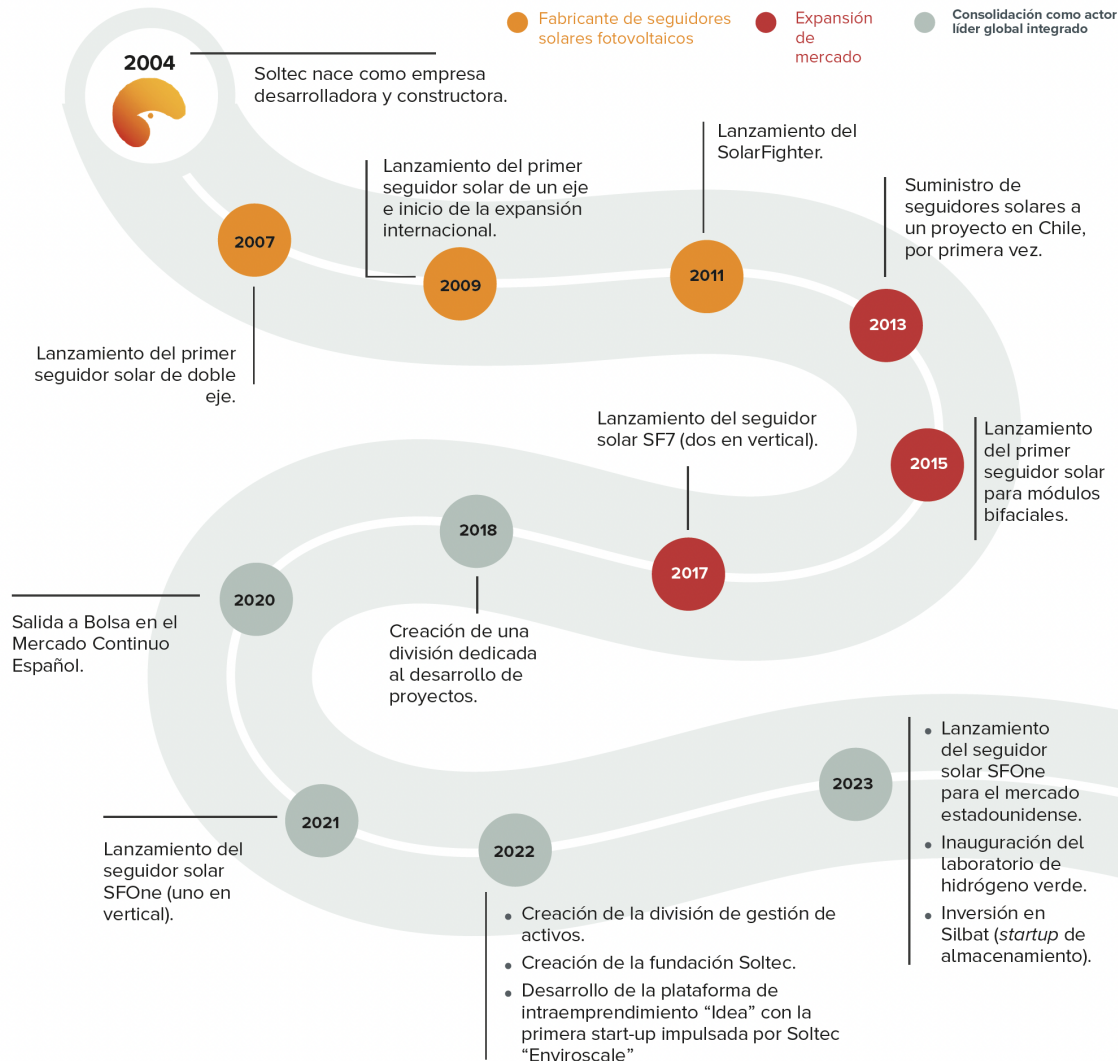 Fabricante de seguidores
solares fotovoltaicos
Expansión
de
mercado
Consolidación como actor
líder global integrado
2004
Soltec nace como empresa
desarrolladora y constructora.
2007
Lanzamiento del primer
seguidor solar de doble
eje.
Lanzamiento del primer
seguidor solar de un eje
e inicio de la expansión
internacional.
2009
Lanzamiento del
SolarFighter.
2011
Suministro de
seguidores solares a
un proyecto en Chile,
por primera vez.
2013
2015
Lanzamiento
del primer
seguidor solar
para módulos
bifaciales.
Lanzamiento del seguidor
solar SF7 (dos en vertical).
2017
2018
Creación de una
división dedicada
al desarrollo de
proyectos.
2020
Salida a Bolsa en el
Mercado Continuo
Español.
2021
Lanzamiento del
seguidor solar
SFOne (uno en
vertical).
2022
• Creación de la división de gestión de
activos.
• Creación de la fundación Soltec.
• Desarrollo de la plataforma de
intraemprendimiento “Idea” con la
primera start-up impulsada por Soltec
“Enviroscale”
2023
• Lanzamiento
del seguidor
solar SFOne
para el mercado
estadounidense.
• Inauguración del
laboratorio de
hidrógeno verde.
• Inversión en
Silbat (startup de
almacenamiento).